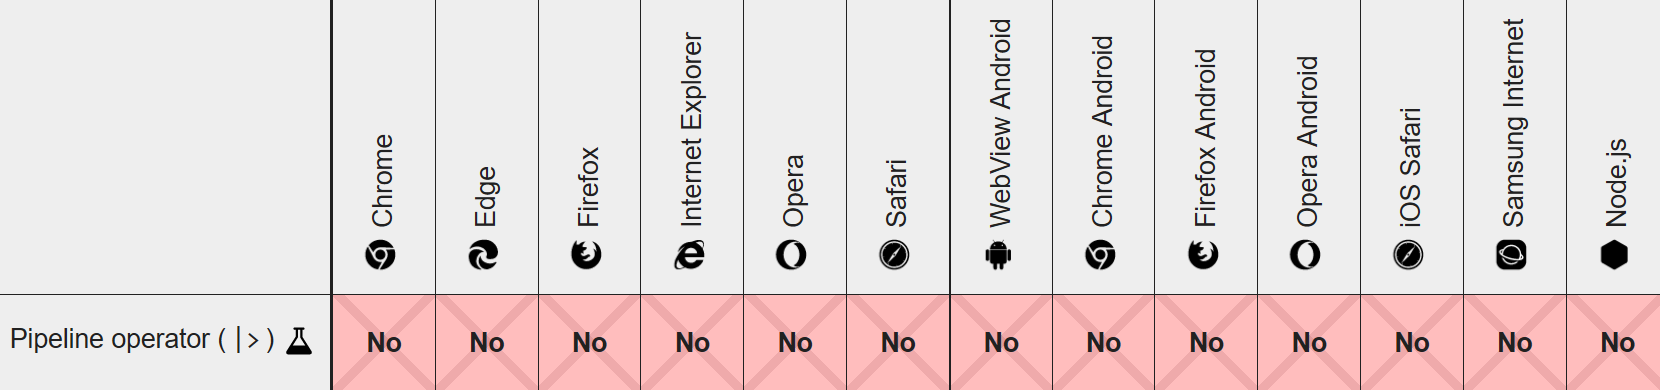 Chrome
Edge
Firefox
Internet Explorer
Opera
Safari
WebView Android
Chrome Android
Firefox Android
Opera Android
iOS Safari
Samsung Internet
Node.js
Pipeline operator ( |> ) No No No No No No No No No No No No No